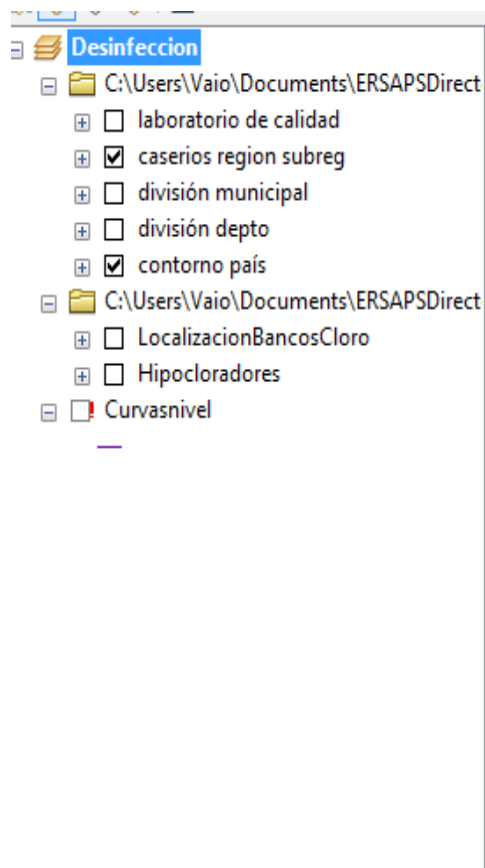 Desinfeccion
C:\Users\Vaio\Documents\ERSAPSDirect
laboratorio de calidad
caserios region subreg
división municipal
división depto
contorno país
C:\Users\Vaio\Documents\ERSAPSDirect
LocalizacionBancosCloro
Hipocloradores
Curvasnivel